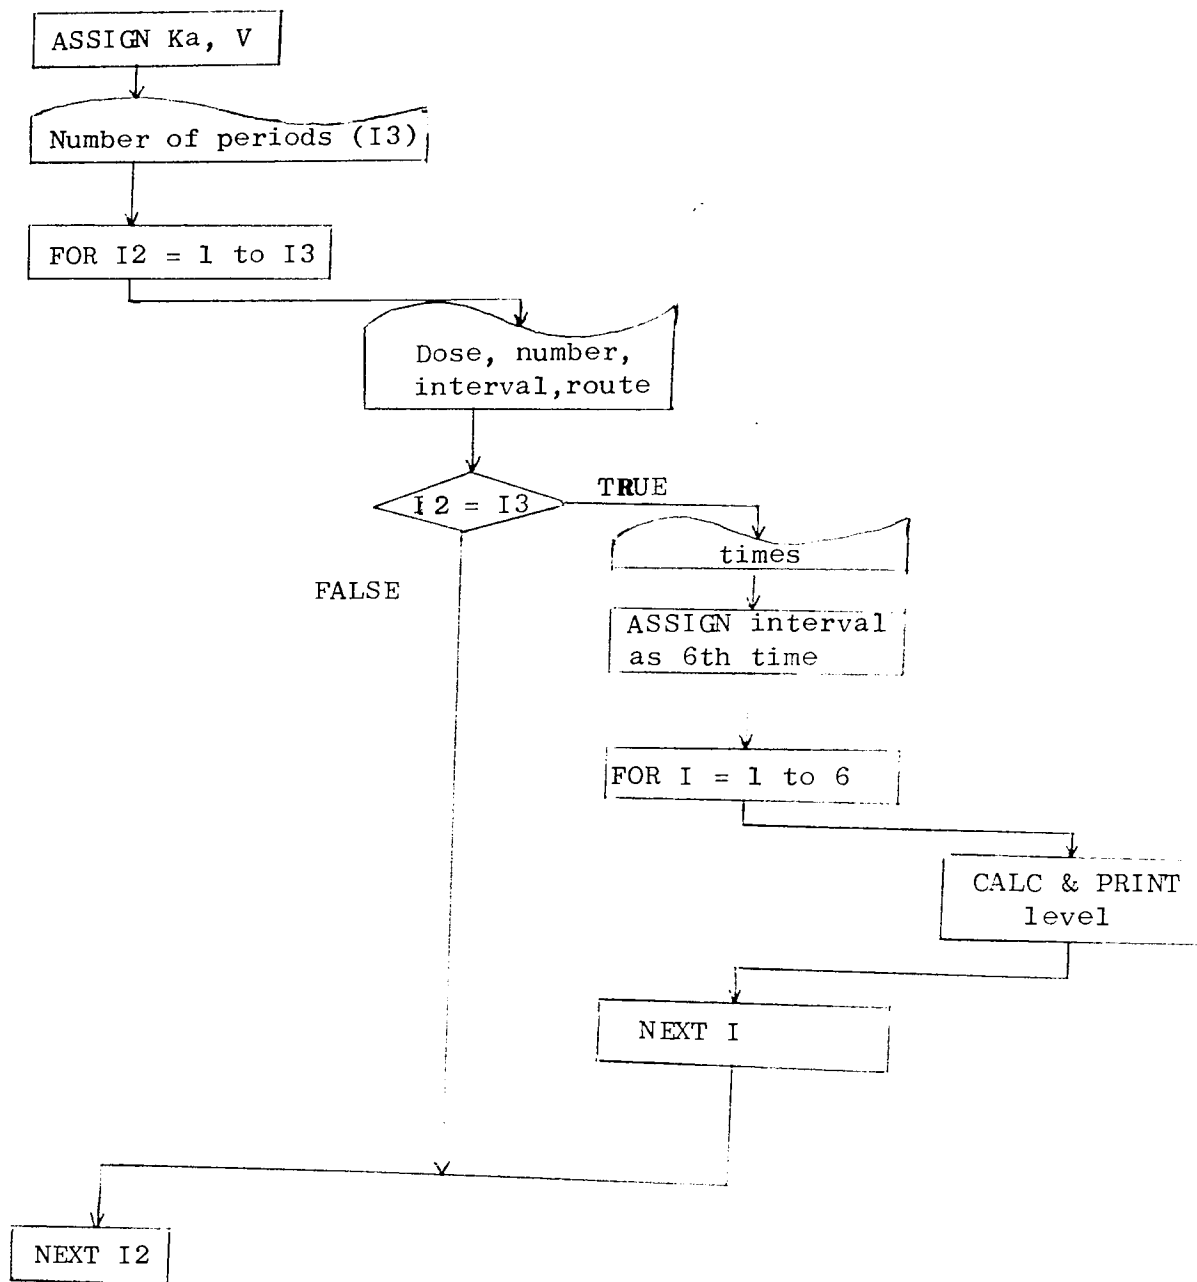 ASSIGN Ka, V
Number of periods (I3)
FOR I2 = 1 to I3
Dose, number,
interval,route
I2 = I3
TRUE
FALSE
times
ASSIGN interval
as 6th time
FOR I = 1 to 6
CALC & PRINT
level
NEXT I
NEXT I2